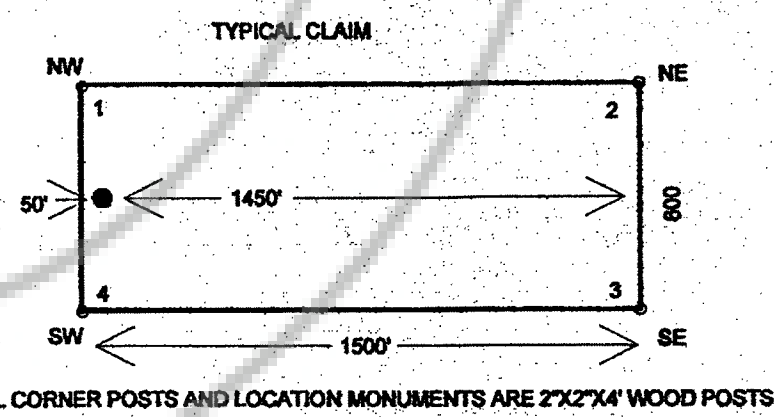 TYPICAL CLAIM
NW
NE
1
2
50'
1450'
4
3
SW
SE
1500'
L CORNER POSTS AND LOCATION MONUMENTS ARE 2"X2"X4' WOOD POSTS